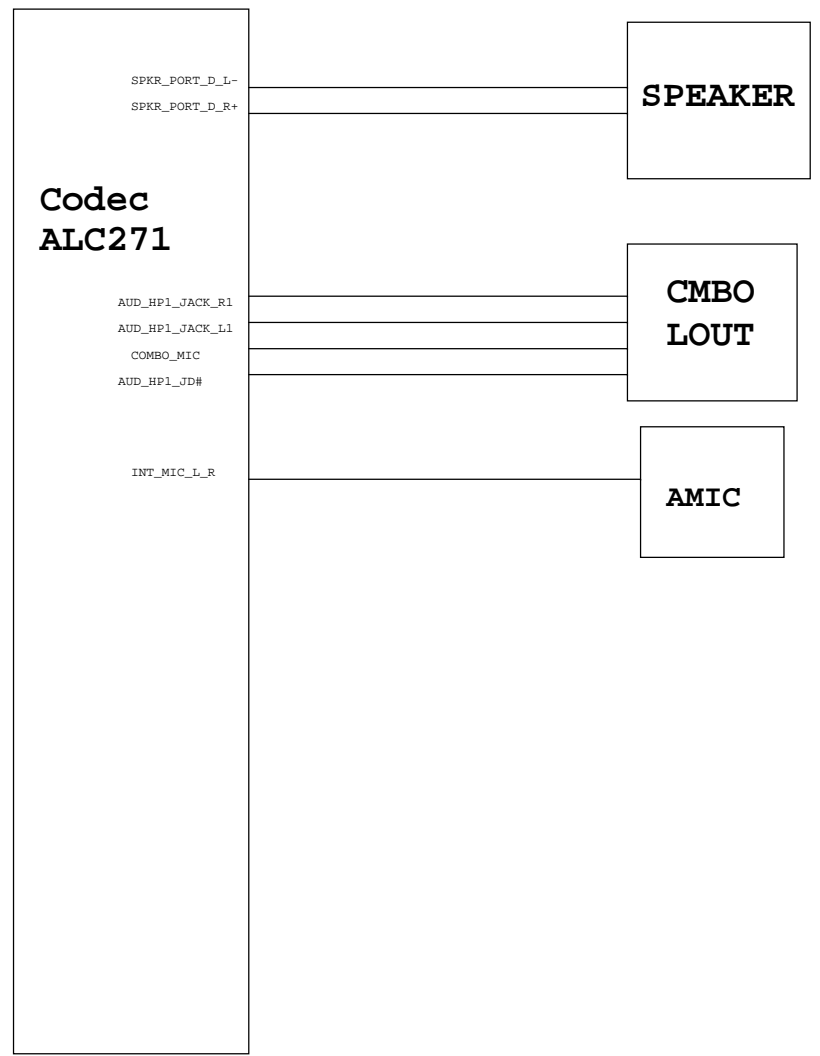 SPKR_PORT_D_L-
SPKR_PORT_D_R+
SPEAKER
Codec
ALC271
AUD_HP1_JACK_R1
AUD_HP1_JACK_L1
COMBO_MIC
AUD_HP1_JD#
CMBO
LOUT
INT_MIC_L_R
AMIC